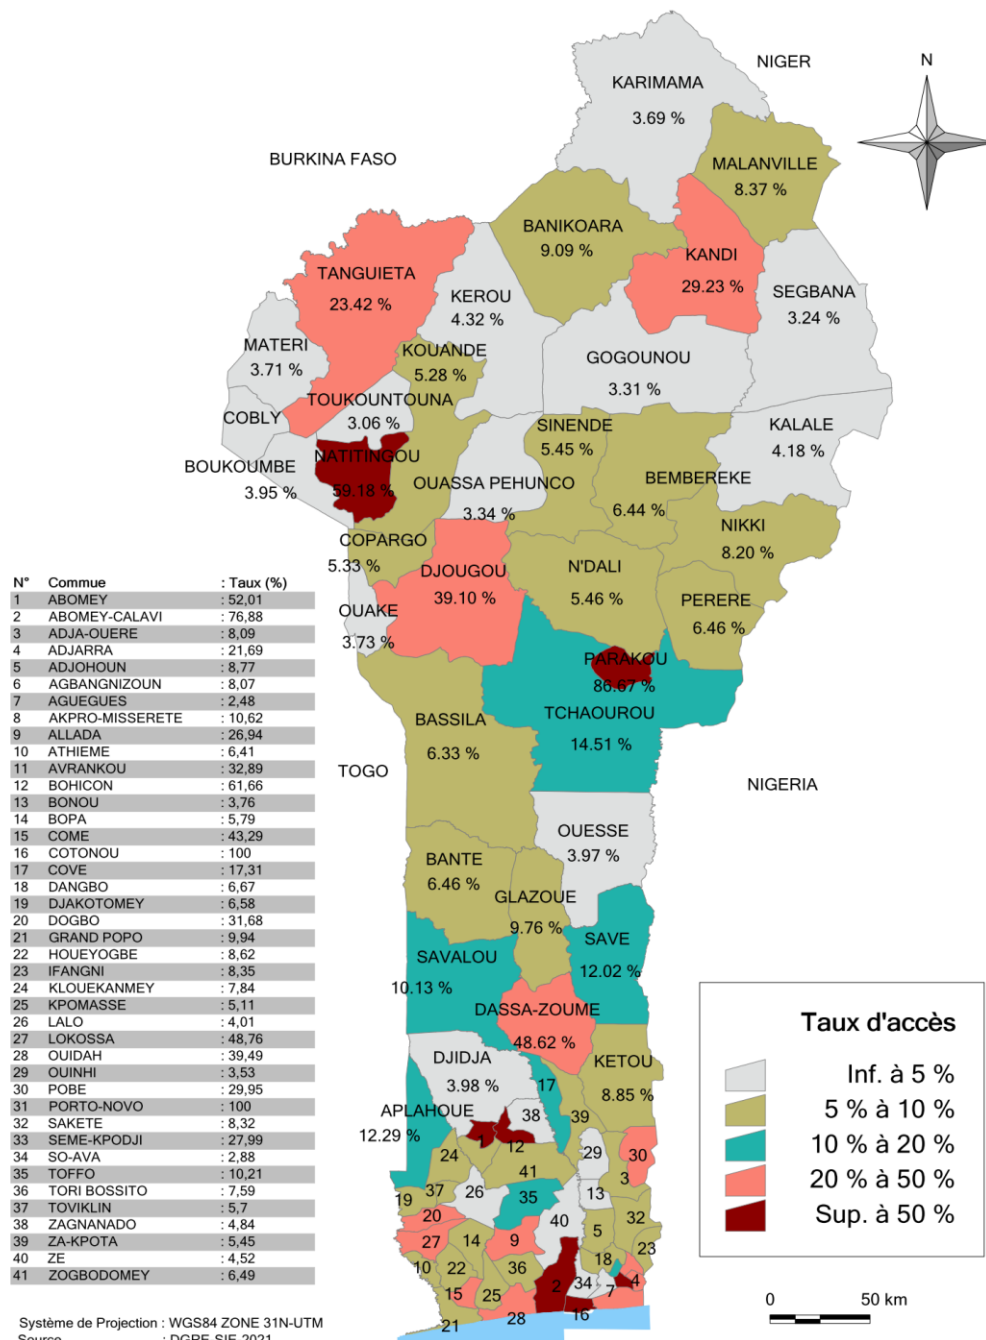 NIGER
N
KARIMAMA
3.69 %
BURKINA FASO
MALANVILLE
8.37 %
BANIKOARA
9.09 %
KANDI
29.23 %
TANGUIETA
23.42 %
KEROU
4.32 %
SEGBANA
3.24 %
MATERI
3.71 %
KOUANDE
5.28 %
GOGOUNOU
3.31 %
TOUKOUNTOUNA
3.06 %
COBLY
SINENDE
5.45 %
KALALE
4.18 %
NATITINGOU
59.18 %
BOUKOUMBE
3.95 %
OUASSA PEHUNCO
3.34 %
BEMBEREKE
6.44 %
NIKKI
8.20 %
COPARGO
5.33 %
DJOUGOU
39.10 %
N'DALI
5.46 %
PERERE
6.46 %
OUAKE
3.73 %
PARAKOU
86.67 %
TCHAOUROU
14.51 %
BASSILA
6.33 %
TOGO
NIGERIA
OUESSE
3.97 %
BANTE
6.46 %
GLAZOUE
9.76 %
SAVE
12.02 %
SAVALOU
10.13 %
DASSA-ZOUME
48.62 %
DJIDJA
3.98 %
KETOU
8.85 %
APLAHOUE
12.29 %
17
38
39
1
12
24
29
30
41
3
26
35
13
37
19
20
40
5
32
27
14
9
23
10
22
36
18
15
25
2
34
7
4
21
28
16
N° Commue : Taux (%)
1 ABOMEY : 52,01
2 ABOMEY-CALAVI : 76,88
3 ADJA-OUERE : 8,09
4 ADJARRA : 21,69
5 ADJOHOUN : 8,77
6 AGBANGNIZOUN : 8,07
7 AGUEGUES : 2,48
8 AKPRO-MISSERETE : 10,62
9 ALLADA : 26,94
10 ATHIEME : 6,41
11 AVRANKOU : 32,89
12 BOHICON : 61,66
13 BONOU : 3,76
14 BOPA : 5,79
15 COME : 43,29
16 COTONOU : 100
17 COVE : 17,31
18 DANGBO : 6,67
19 DJAKOTOMEY : 6,58
20 DOGBO : 31,68
21 GRAND POPO : 9,94
22 HOUEYOGBE : 8,62
23 IFANGNI : 8,35
24 KLOUEKANMEY : 7,84
25 KPOMASSE : 5,11
26 LALO : 4,01
27 LOKOSSA : 48,76
28 OUIDAH : 39,49
29 OUINHI : 3,53
30 POBE : 29,95
31 PORTO-NOVO : 100
32 SAKETE : 8,32
33 SEME-KPODJI : 27,99
34 SO-AVA : 2,88
35 TOFFO : 10,21
36 TORI BOSSITO : 7,59
37 TOVIKLIN : 5,7
38 ZAGNANADO : 4,84
39 ZA-KPOTA : 5,45
40 ZE : 4,52
41 ZOGBODOMEY : 6,49
Taux d'accès
Inf. à 5 %
5 % à 10 %
10 % à 20 %
20 % à 50 %
Sup. à 50 %
0 50 km
Système de Projection : WGS84 ZONE 31N-UTM
Source : DGRE SIE 2021